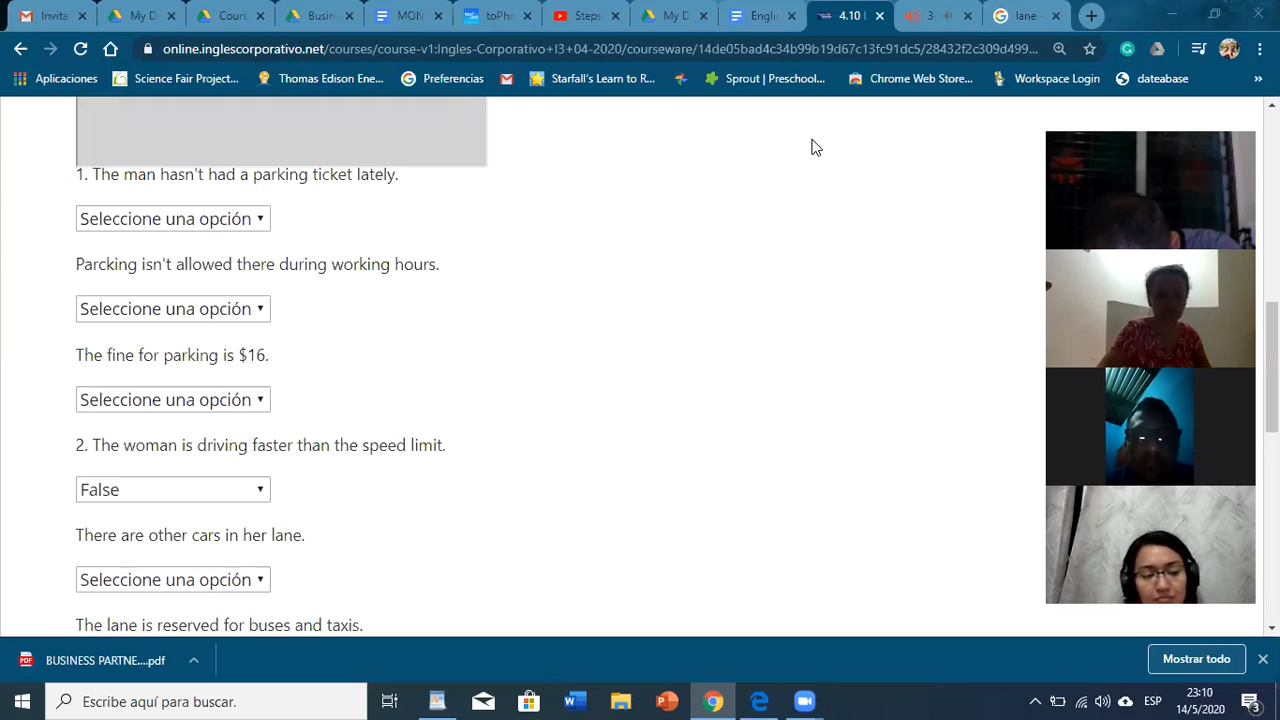 Invita
My D
Cours
Busin
MON
toPho
Steps
My D
Englis
4.10 |
3-
lane -
online.inglescorporativo.net/courses/course-v1:Ingles-Corporativo+I3+04-2020/courseware/14de05bad4c34b99b19d67c13fc91dc5/28432f2c309d499...
Aplicaciones
Science Fair Project...
Thomas Edison Ene...
Preferencias
Starfall's Learn to R...
Sprout | Preschool...
Chrome Web Store...
Workspace Login
dateabase
1. The man hasn't had a parking ticket lately.
Seleccione una opción
Parcking isn't allowed there during working hours.
Seleccione una opción
The fine for parking is $16.
Seleccione una opción
2. The woman is driving faster than the speed limit.
False
There are other cars in her lane.
Seleccione una opción
The lane is reserved for buses and taxis.
BUSINESS PARTNE....pdf
Mostrar todo
Escribe aquí para buscar.
ESP
23:10
14/5/2020
3